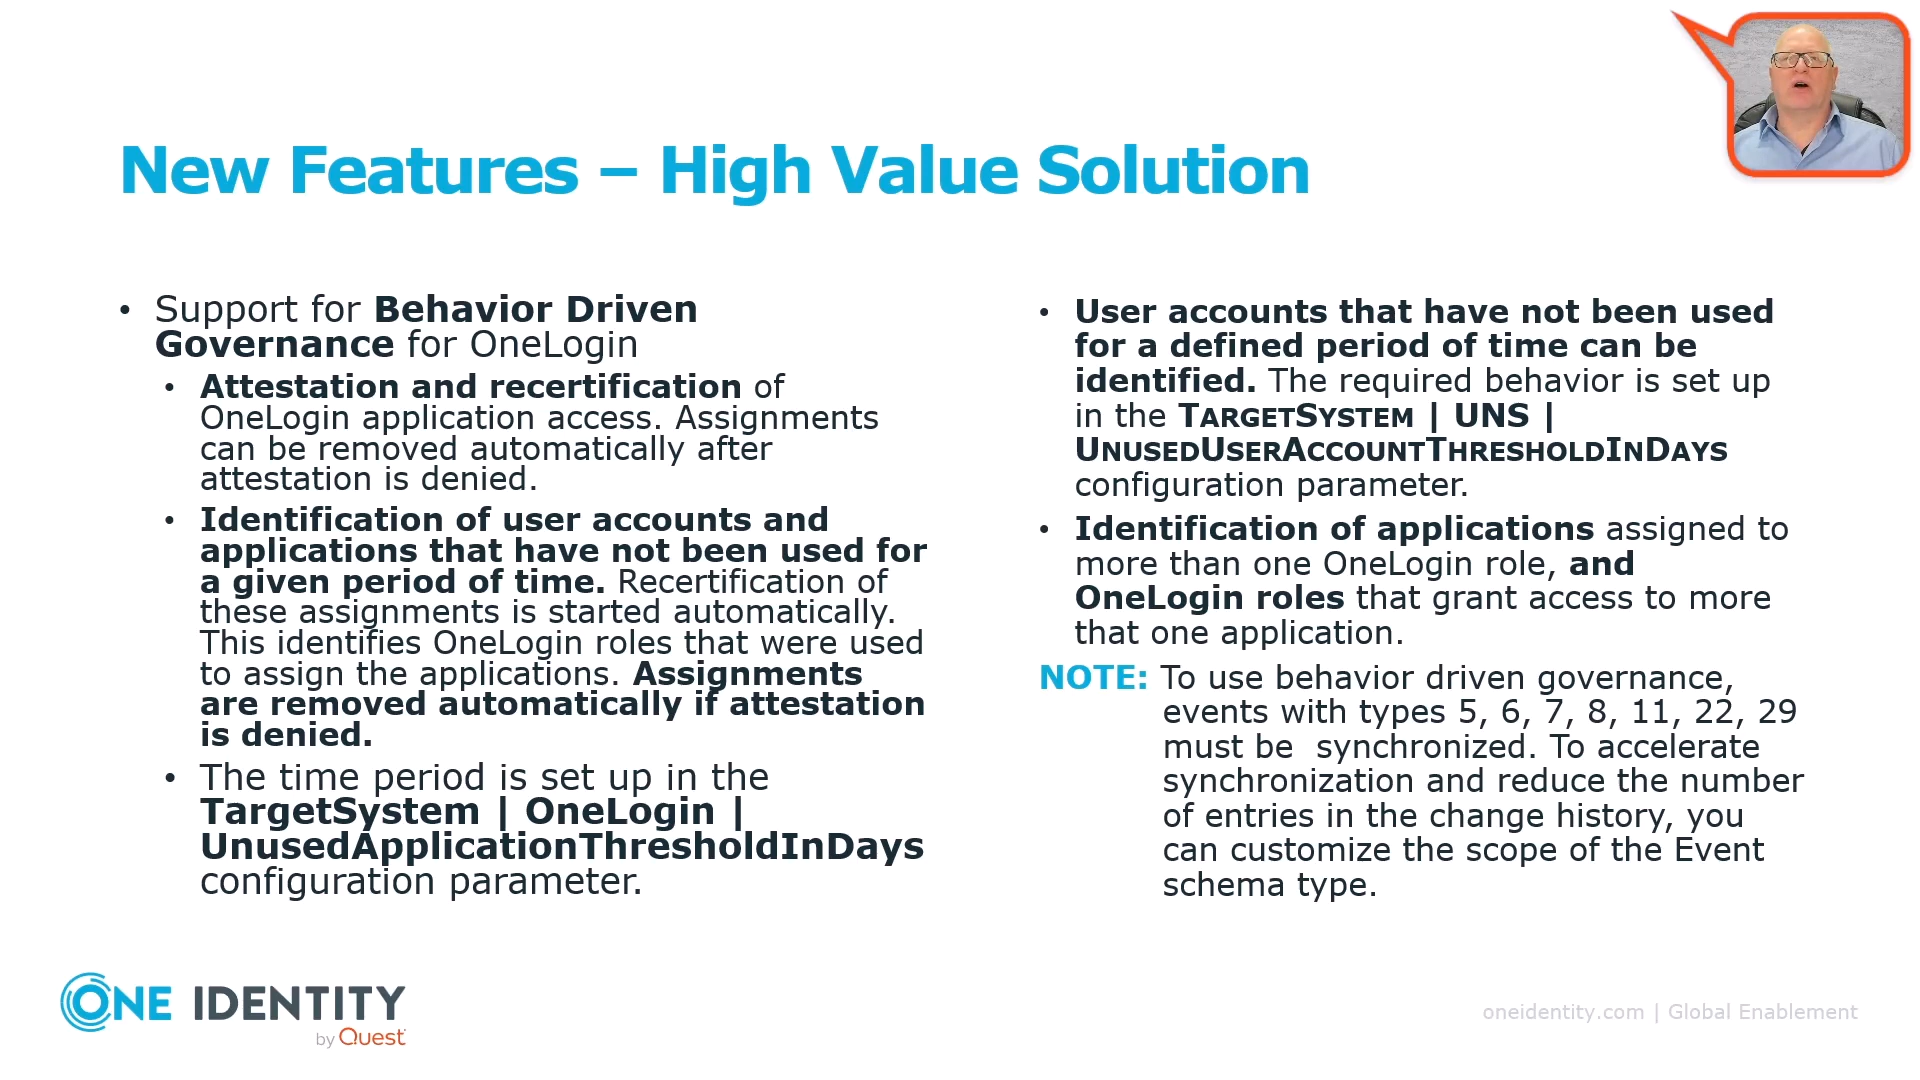 New Features – High Value Solution
• Support for Behavior Driven
Governance for OneLogin
• Attestation and recertification of
OneLogin application access. Assignments
can be removed automatically after
attestation is denied.
• Identification of user accounts and
applications that have not been used for
a given period of time. Recertification of
these assignments is started automatically.
This identifies OneLogin roles that were used
to assign the applications. Assignments
are removed automatically if attestation
is denied.
• The time period is set up in the
TargetSystem | OneLogin |
UnusedApplicationThresholdInDays
configuration parameter.
• User accounts that have not been used
for a defined period of time can be
identified. The required behavior is set up
in the TargetSystem | UNS |
UnusedUserAccountThresholdInDays
configuration parameter.
• Identification of applications assigned to
more than one OneLogin role, and
OneLogin roles that grant access to more
that one application.
NOTE: To use behavior driven governance,
events with types 5, 6, 7, 8, 11, 22, 29
must be  synchronized. To accelerate
synchronization and reduce the number
of entries in the change history, you
can customize the scope of the Event
schema type.
ONE IDENTITY
by Quest
oneidentity.com | Global Enablement